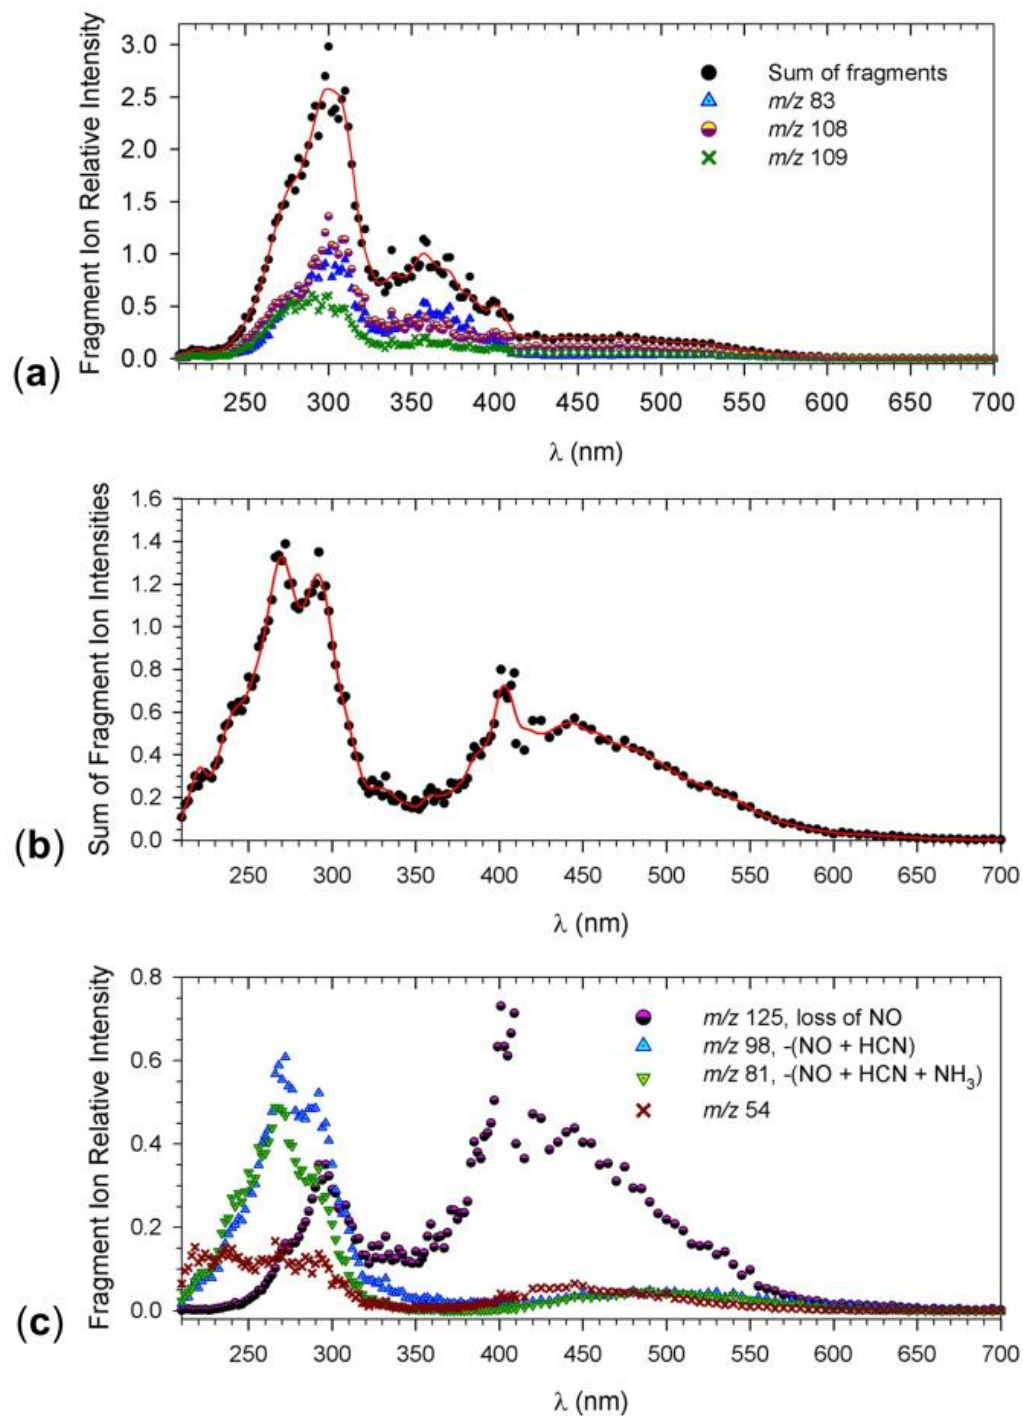 (a)
Fragment Ion Relative Intensity
3.0
2.5
2.0
1.5
1.0
0.5
0.0
Sum of fragments
m/z 83
m/z 108
m/z 109
250 300 350 400 450 500 550 600 650 700
λ (nm)
(b)
Sum of Fragment Ion Intensities
1.6
1.4
1.2
1.0
0.8
0.6
0.4
0.2
0.0
250 300 350 400 450 500 550 600 650 700
λ (nm)
(c)
Fragment Ion Relative Intensity
0.8
0.6
0.4
0.2
0.0
m/z 125, loss of NO
m/z 98, -(NO + HCN)
m/z 81, -(NO + HCN + NH₃)
m/z 54
250 300 350 400 450 500 550 600 650 700
λ (nm)